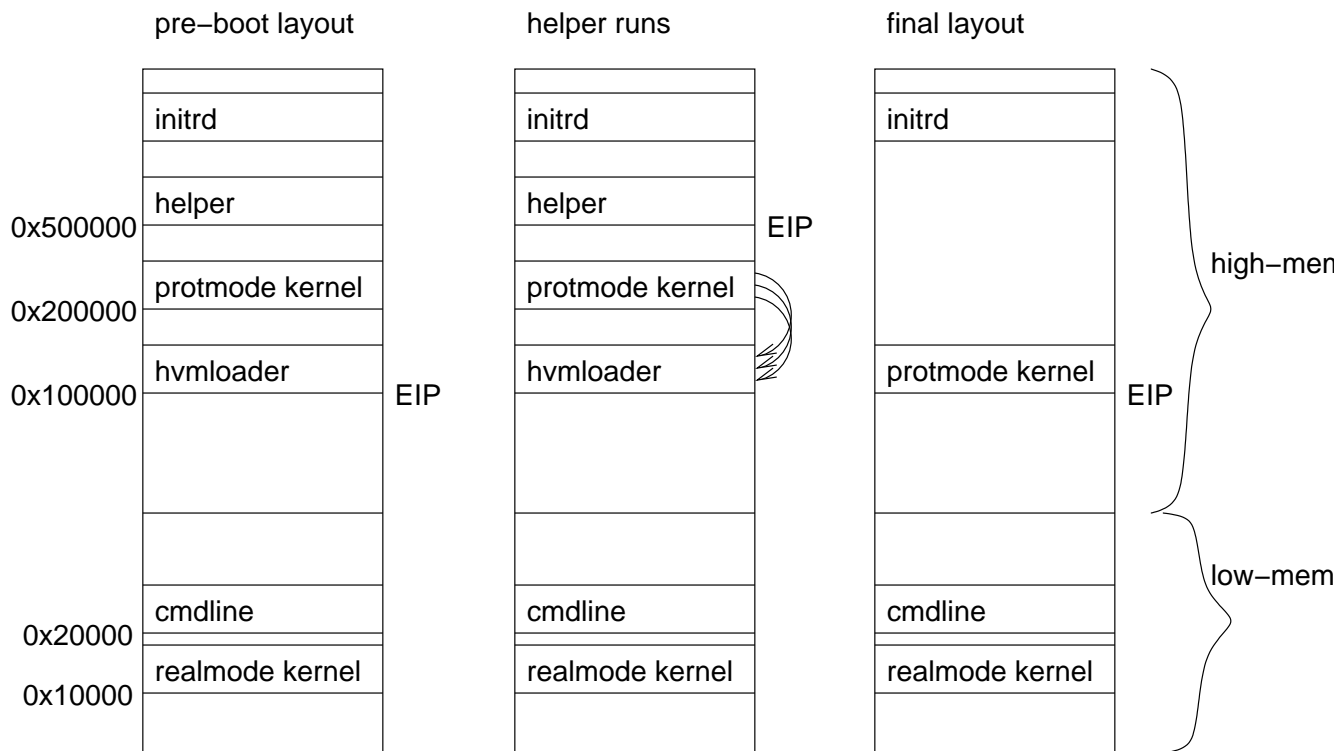 pre−boot layout
helper runs
final layout
initrd
initrd
initrd
helper
helper
0x500000
EIP
high−mem
protmode kernel
protmode kernel
0x200000
hvmloader
hvmloader
protmode kernel
0x100000
EIP
EIP
low−mem
cmdline
cmdline
cmdline
0x20000
realmode kernel
realmode kernel
realmode kernel
0x10000